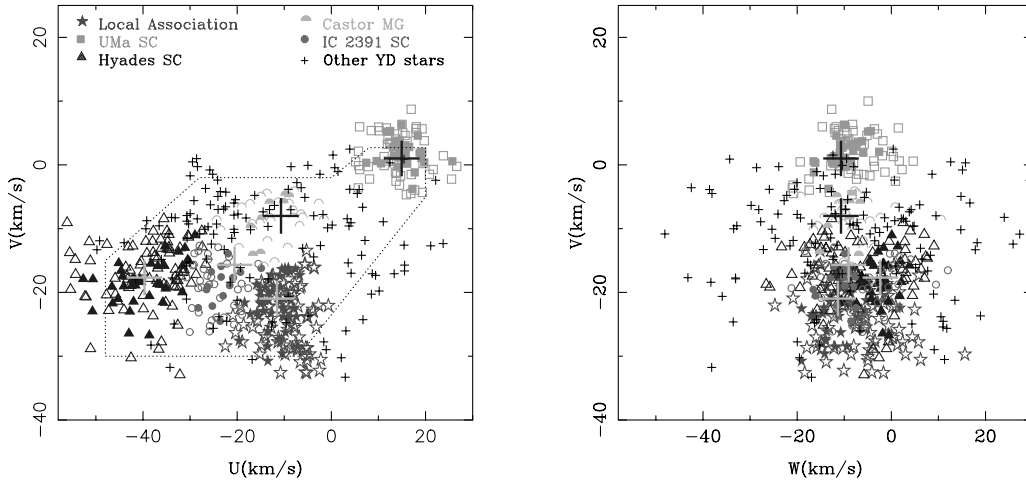 Local Association
Castor MG
UMa SC
IC 2391 SC
Hyades SC
Other YD stars
20
0
−20
−40
V(km/s)
−40
−20
0
20
U(km/s)
20
0
−20
−40
V(km/s)
−40
−20
0
20
W(km/s)